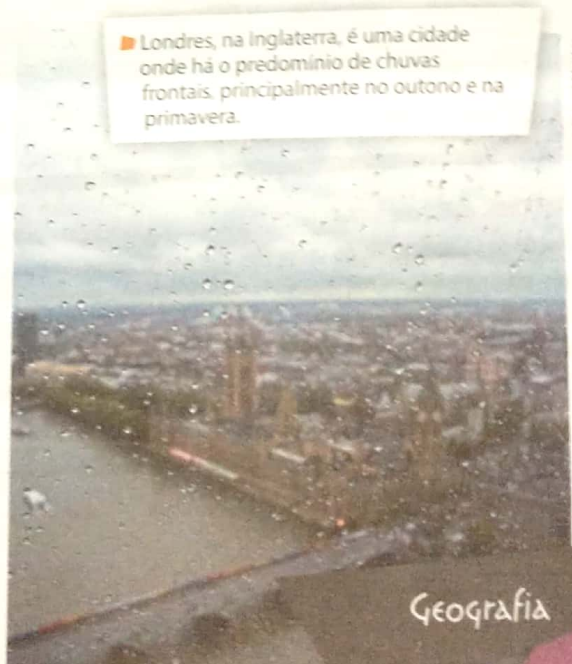 Londres, na Inglaterra, é uma cidade
onde há o predomínio de chuvas
frontais, principalmente no outono e na
primavera.
Geografia